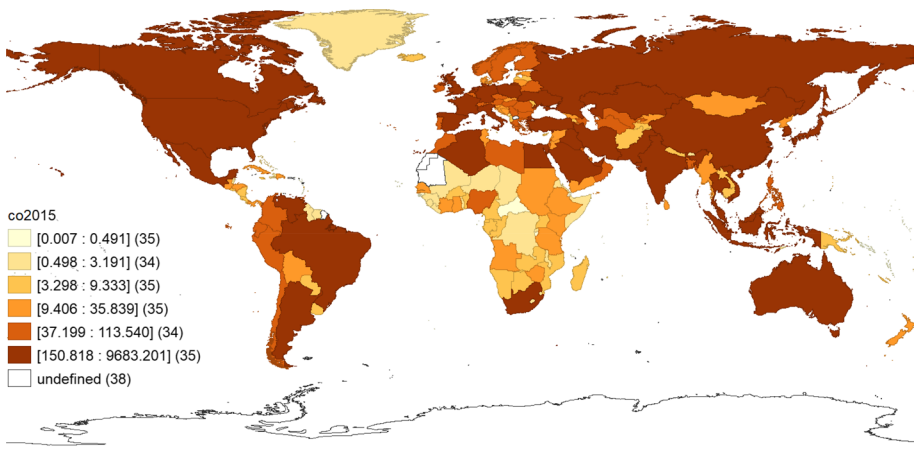 co2015
[0.007 : 0.491] (35)
[0.498 : 3.191] (34)
[3.298 : 9.333] (35)
[9.406 : 35.839] (35)
[37.199 : 113.540] (34)
[150.818 : 9683.201] (35)
undefined (38)